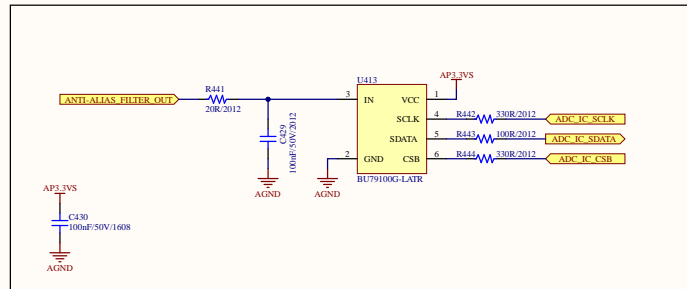 U413
AP3.3VS
R441
ANTI-ALIAS_FILTER_OUT
20R/2012
3 IN VCC 1
SCLK 4 R442 330R/2012 ADC_IC_SCLK
SDATA 5 R443 100R/2012 ADC_IC_SDATA
2 GND CSB 6 R444 330R/2012 ADC_IC_CSB
C429
100nF/50V/2012
BU79100G-LATR
AGND AGND
AP3.3VS
C430
100nF/50V/1608
AGND